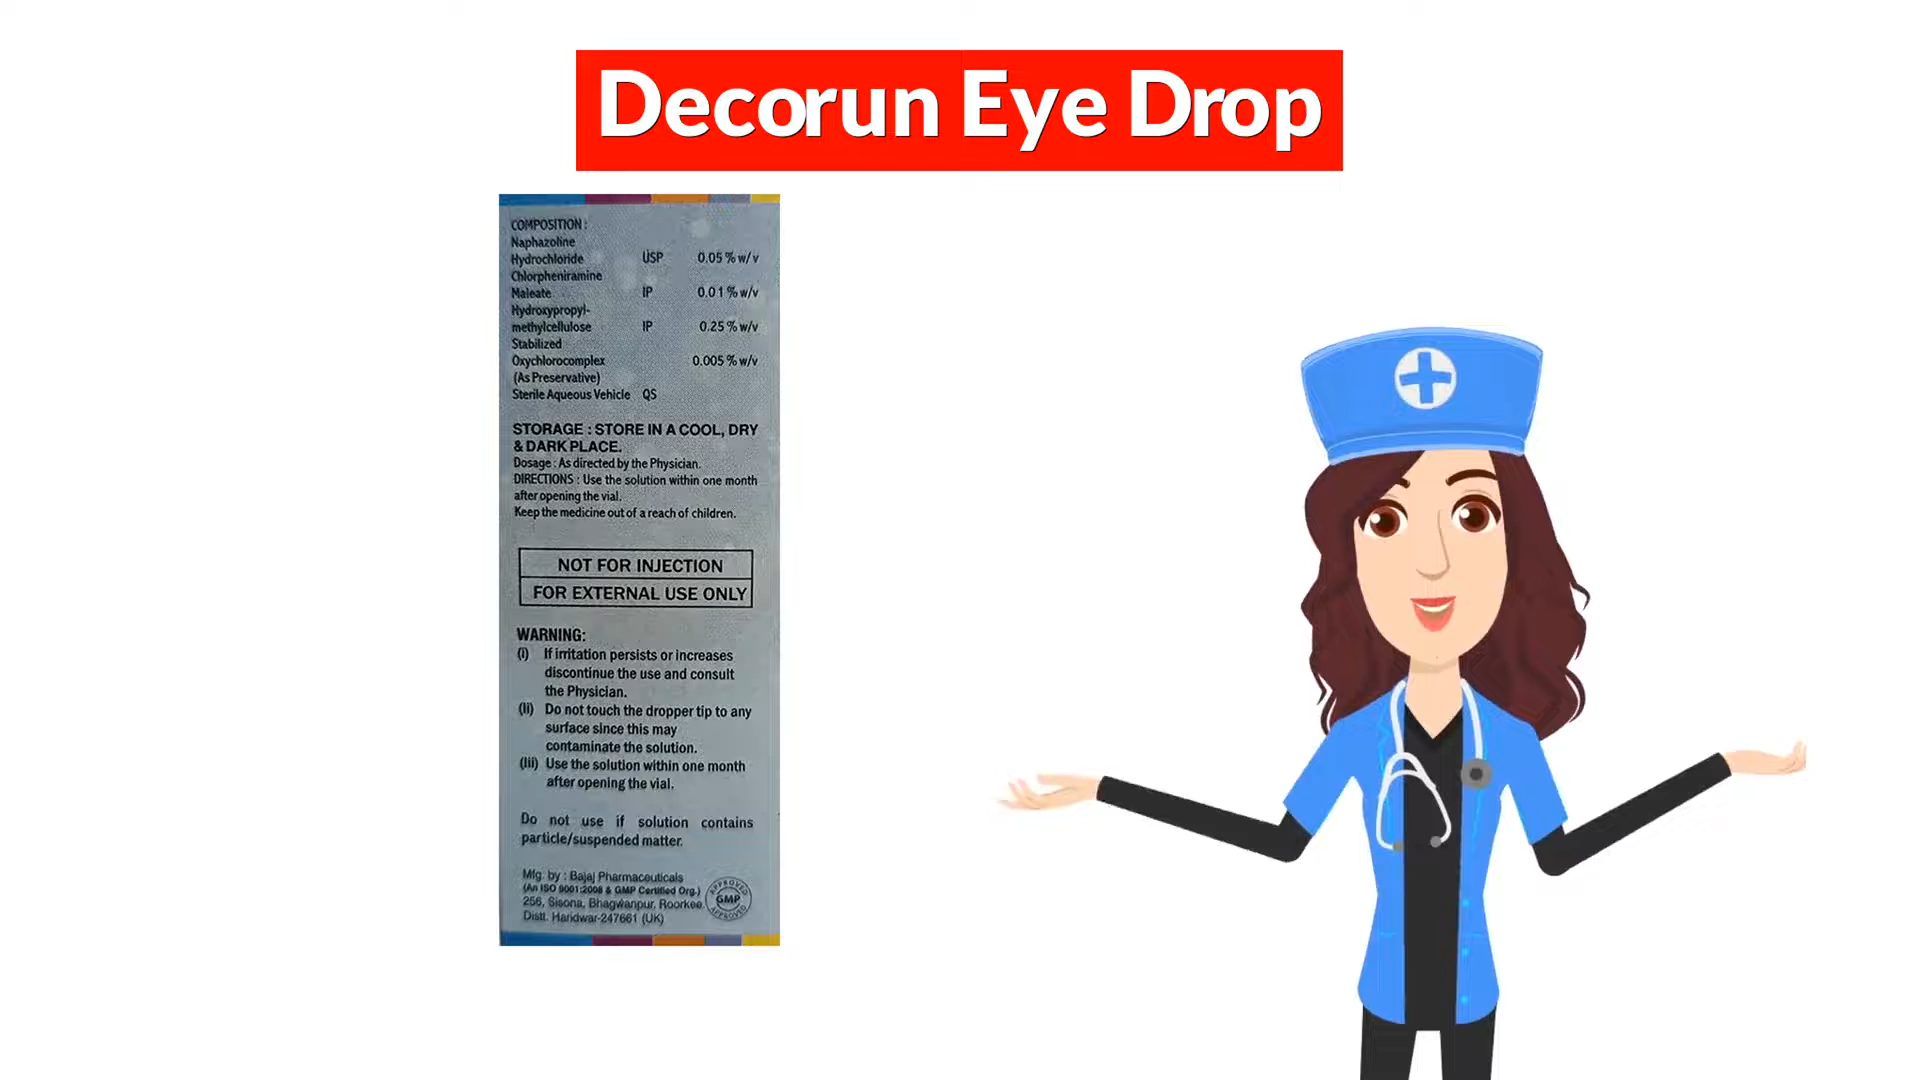 Decorun Eye Drop
COMPOSITION :
Naphazoline
Hydrochloride USP 0.05 % w/v
Chlorpheniramine
Maleate IP 0.01 % w/v
Hydroxypropyl-
methylcellulose IP 0.25 % w/v
Stabilized
Oxychlorocomplex 0.005 % w/v
(As Preservative)
Sterile Aqueous Vehicle QS
STORAGE : STORE IN A COOL, DRY
& DARK PLACE.
Dosage : As directed by the Physician.
DIRECTIONS : Use the solution within one month
after opening the vial.
Keep the medicine out of a reach of children.
NOT FOR INJECTION
FOR EXTERNAL USE ONLY
WARNING:
(i) If irritation persists or increases
discontinue the use and consult
the Physician.
(ii) Do not touch the dropper tip to any
surface since this may
contaminate the solution.
(iii) Use the solution within one month
after opening the vial.
Do not use if solution contains
particle/suspended matter.
Mfg. by : Bajaj Pharmaceuticals
(An ISO 9001:2008 & GMP Certified Org.)
256, Sisona, Bhagwanpur, Roorkee
Distt. Haridwar-247661 (UK)
APPROVED
GMP
APPROVED